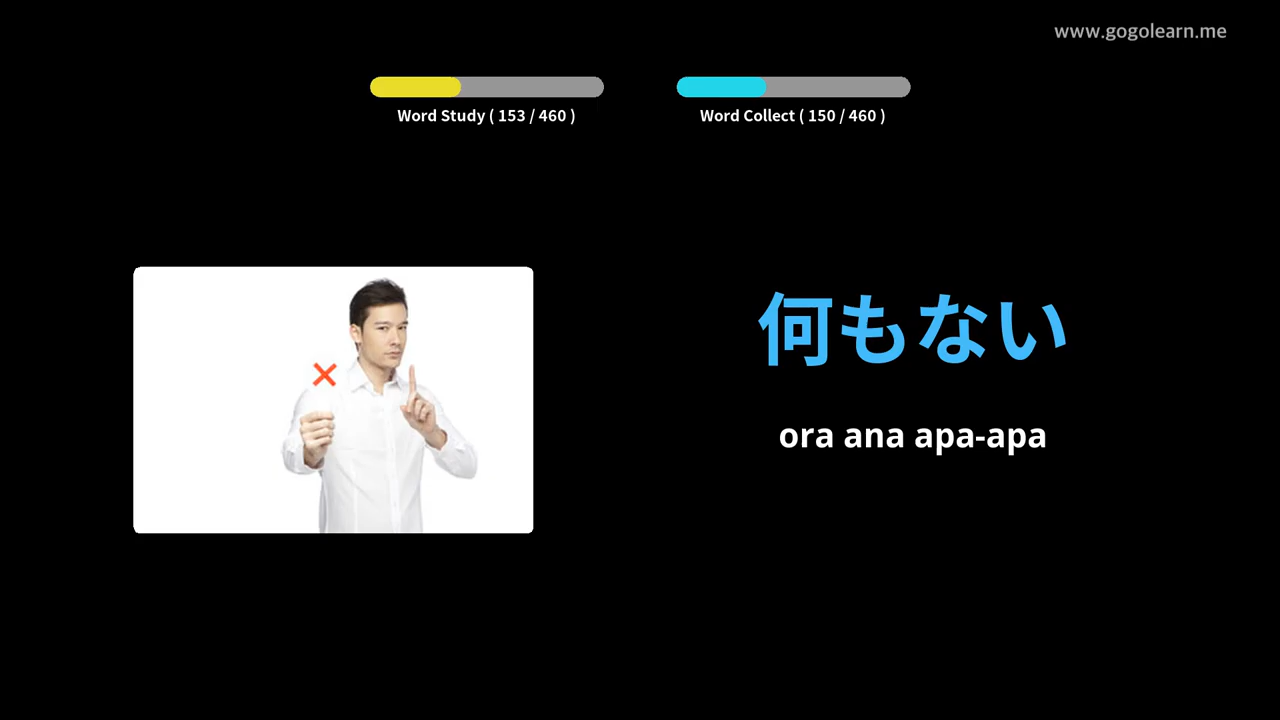 www.gogolearn.me
Word Study ( 153 / 460 )
Word Collect ( 150 / 460 )
何もない
ora ana apa-apa